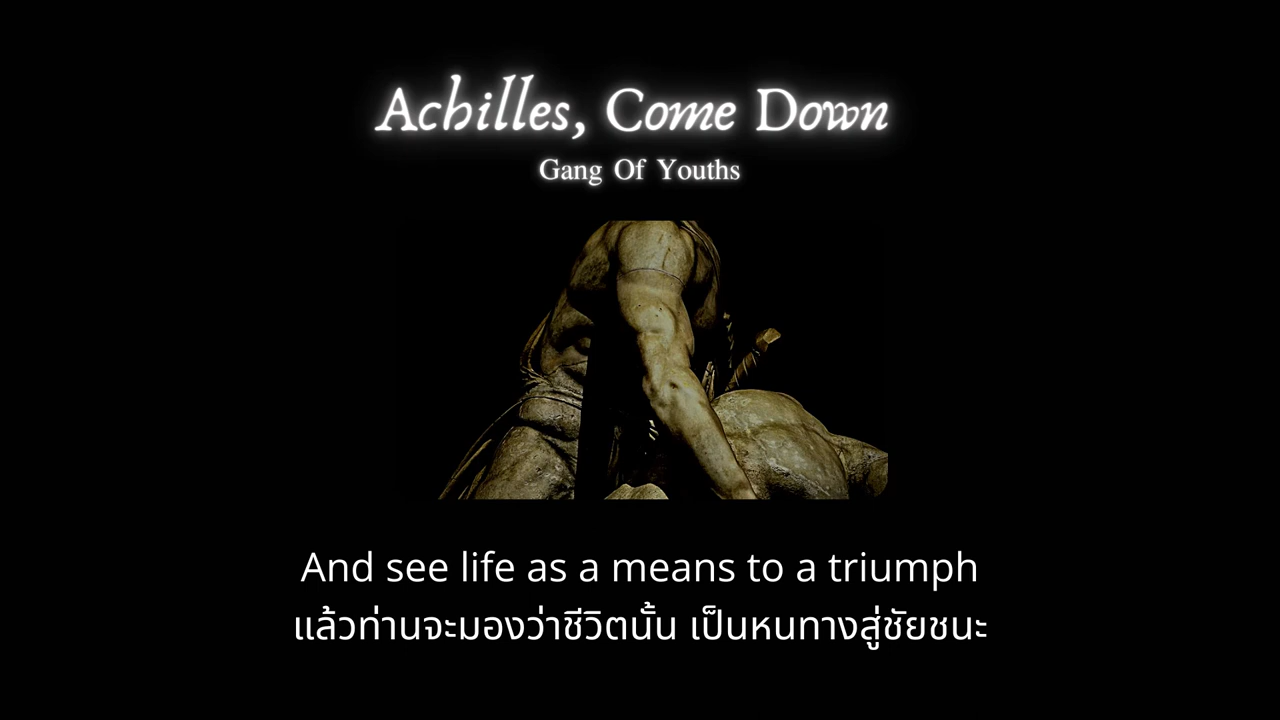 Achilles, Come Down
Gang Of Youths
And see life as a means to a triumph
แล้วท่านจะมองว่าชีวิตนั้น เป็นหนทางสู่ชัยชนะ